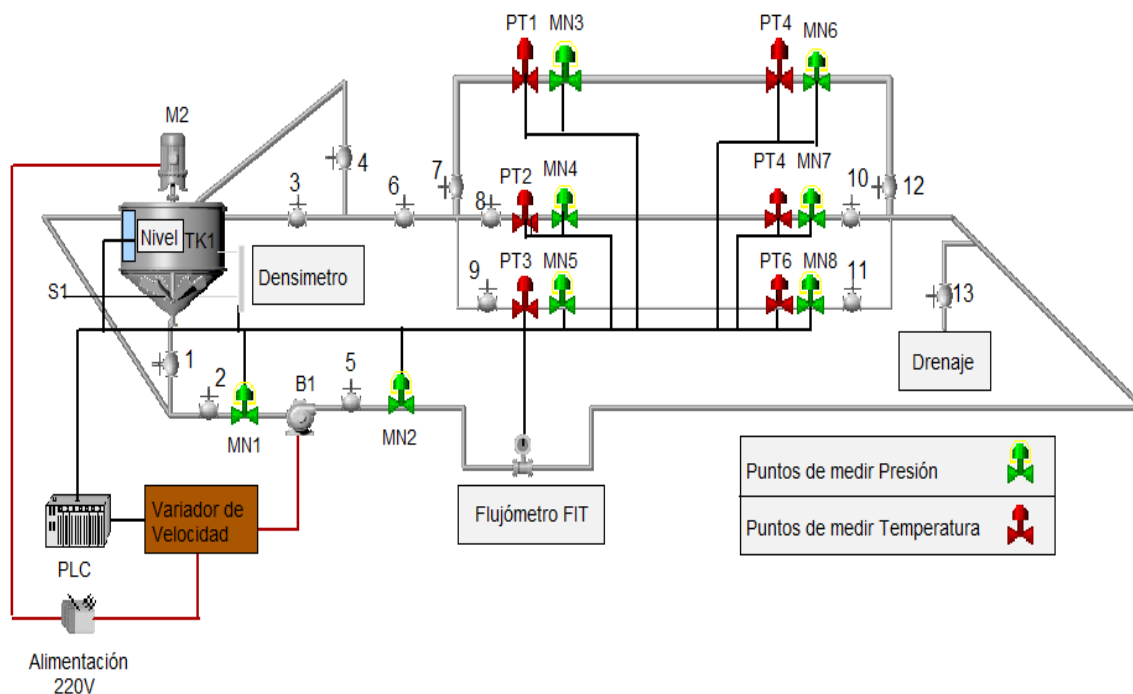 PT1 MN3
PT4 MN6
M2
4
3
6
7
8
PT2 MN4
PT4 MN7
10
12
Nivel
TK1
Densimetro
S1
9
PT3 MN5
PT6 MN8
11
13
Drenaje
1
2
MN1
B1
5
MN2
Flujómetro FIT
Puntos de medir Presión
Puntos de medir Temperatura
Variador de
Velocidad
PLC
Alimentación
220V